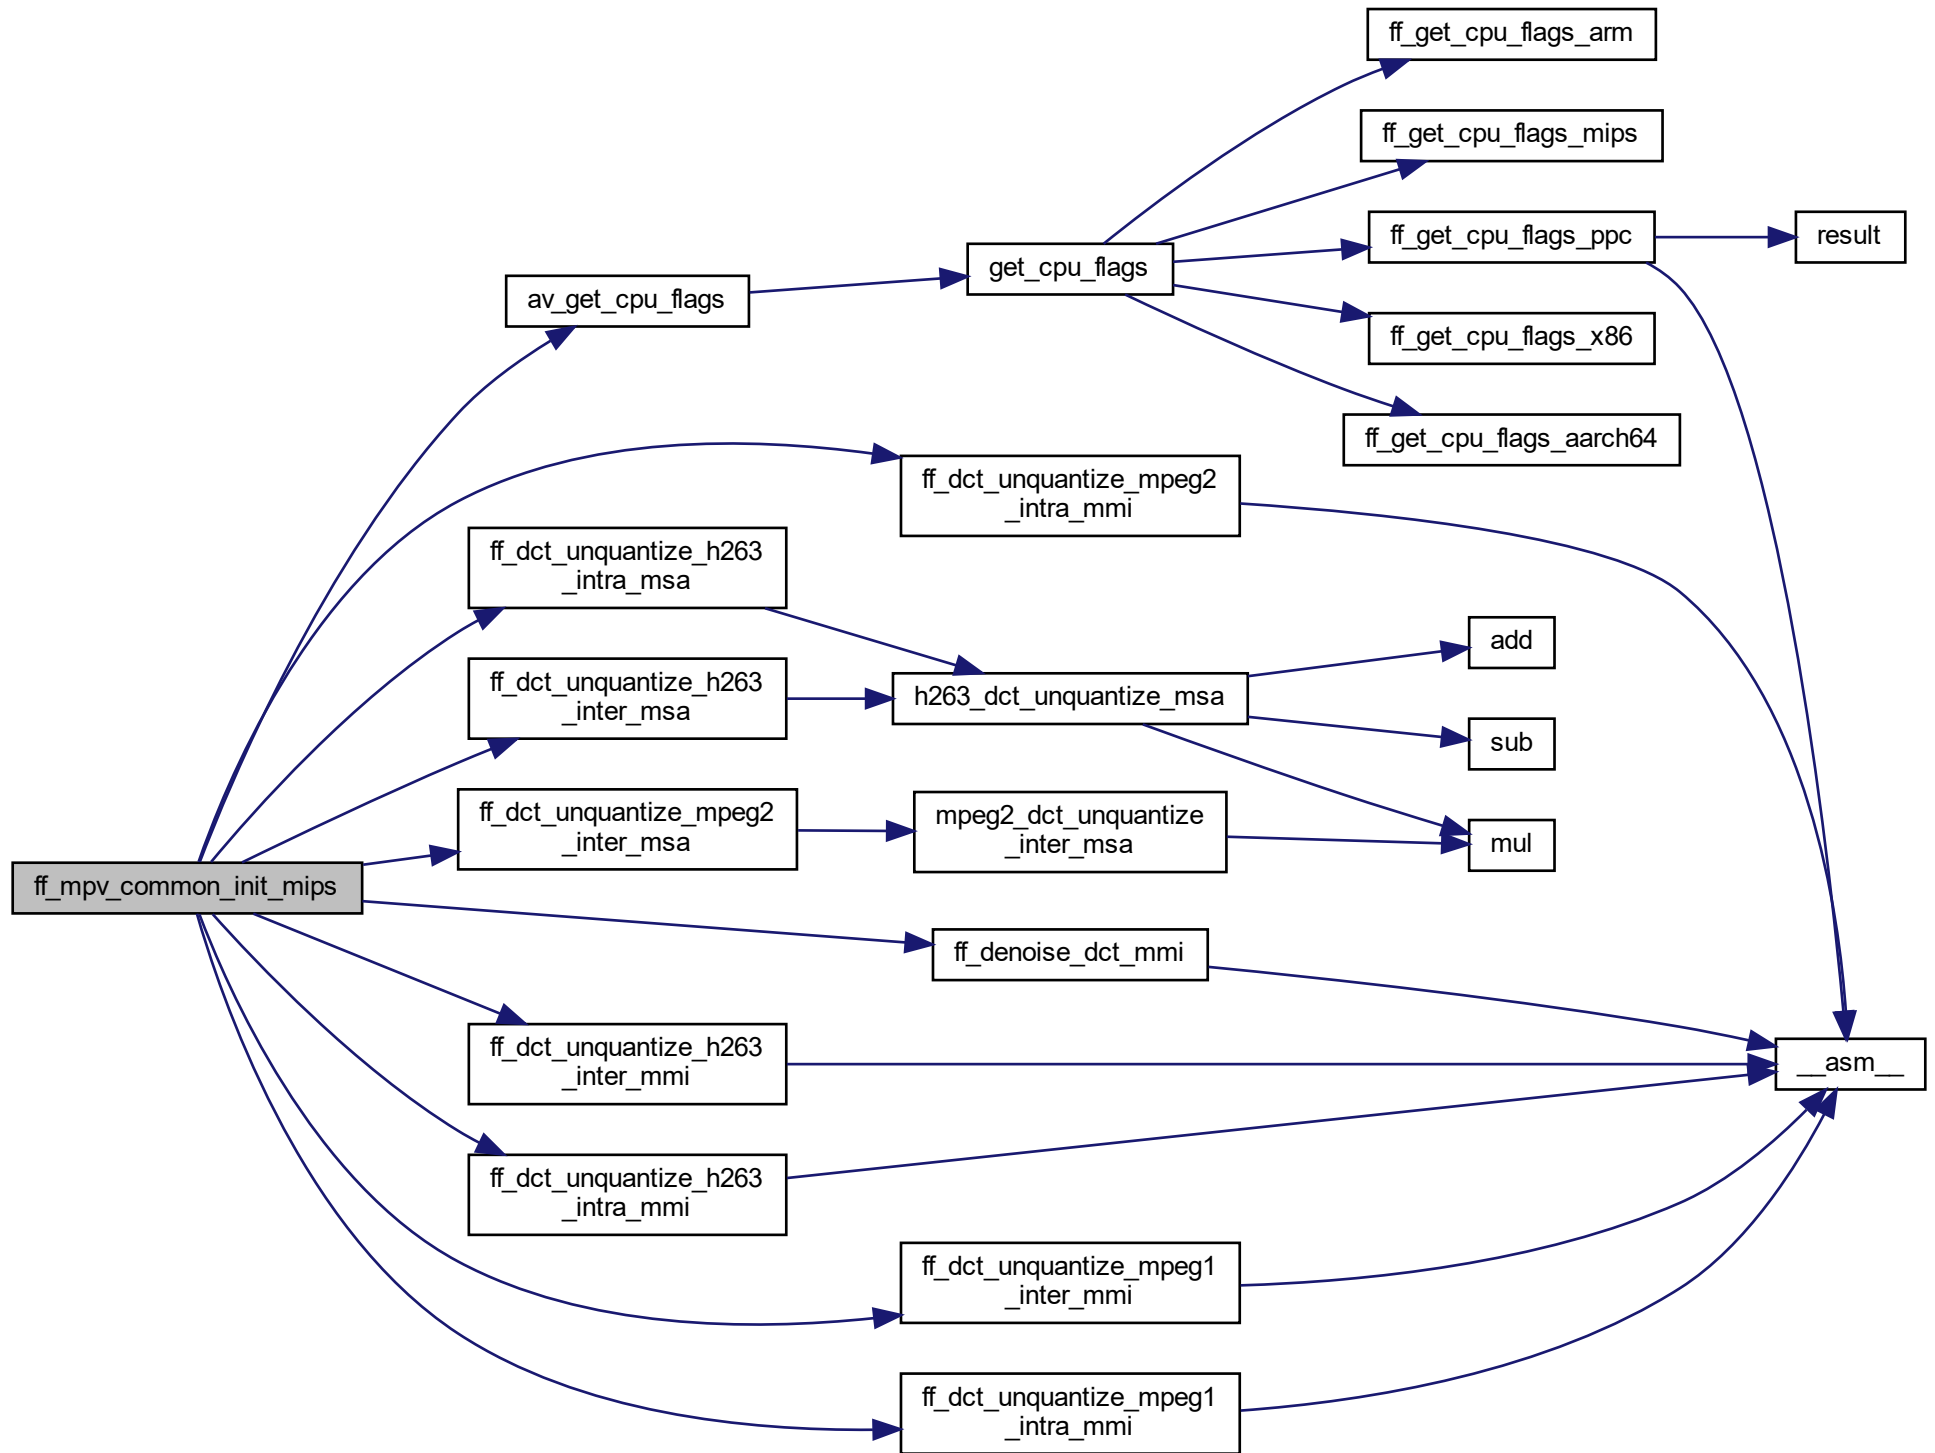 ff_get_cpu_flags_arm
ff_get_cpu_flags_mips
ff_get_cpu_flags_ppc
result
get_cpu_flags
av_get_cpu_flags
ff_get_cpu_flags_x86
ff_get_cpu_flags_aarch64
ff_dct_unquantize_mpeg2
_intra_mmi
ff_dct_unquantize_h263
_intra_msa
add
ff_dct_unquantize_h263
_inter_msa
h263_dct_unquantize_msa
sub
ff_dct_unquantize_mpeg2
_inter_msa
mpeg2_dct_unquantize
_inter_msa
mul
ff_mpv_common_init_mips
ff_denoise_dct_mmi
ff_dct_unquantize_h263
_inter_mmi
__asm__
ff_dct_unquantize_h263
_intra_mmi
ff_dct_unquantize_mpeg1
_inter_mmi
ff_dct_unquantize_mpeg1
_intra_mmi